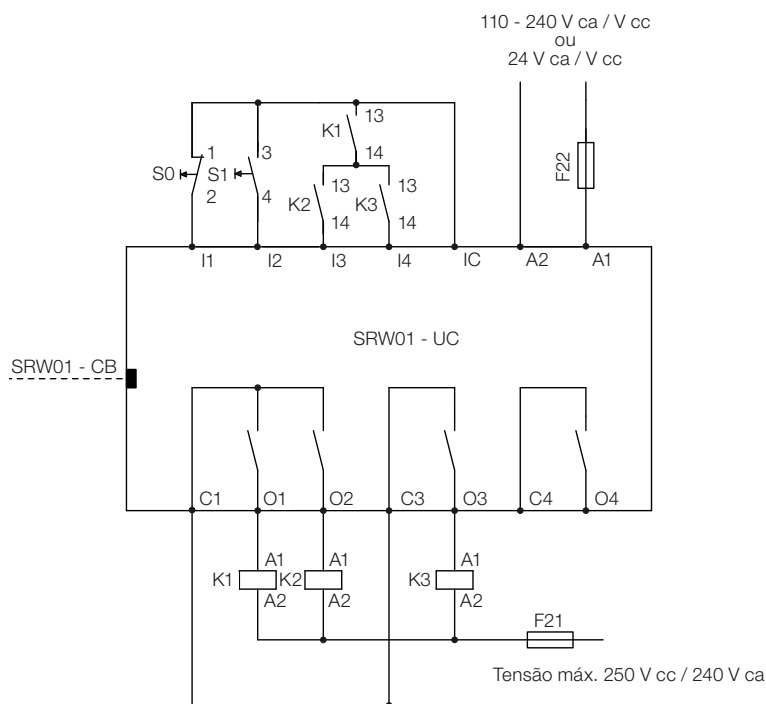 110 - 240 V ca / V cc
ou
24 V ca / V cc
13
K1
14
1
3
S0
S1
2
4
13
13
K2
K3
14
14
F22
I1
I2
I3
I4
IC
A2
A1
SRW01 - UC
SRW01 - CB
C1
O1
O2
C3
O3
C4
O4
A1
A1
A1
K1
K2
K3
A2
A2
A2
F21
Tensão máx. 250 V cc / 240 V ca